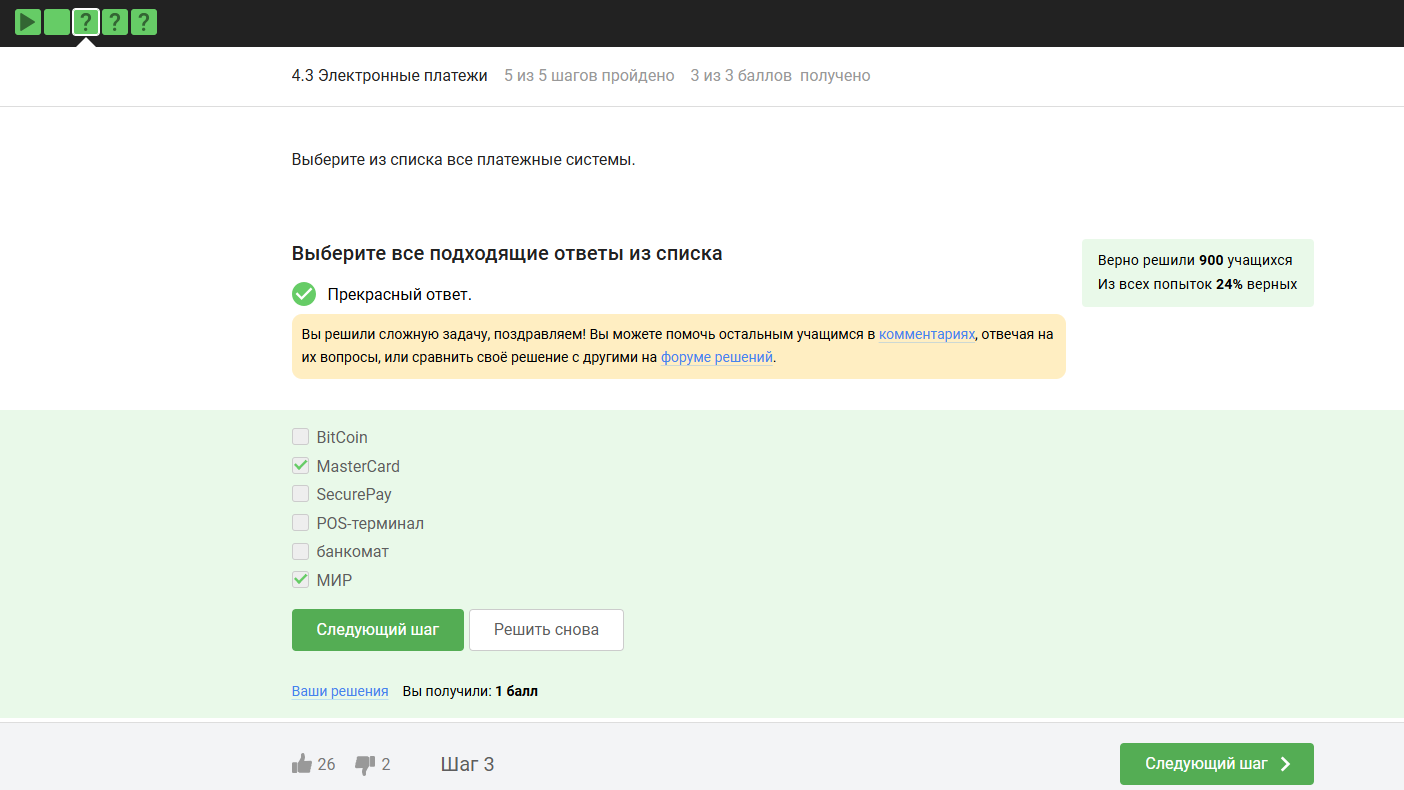 ? ? ?
4.3 Электронные платежи 5 из 5 шагов пройдено 3 из 3 баллов получено
Выберите из списка все платежные системы.
Выберите все подходящие ответы из списка
Верно решили 900 учащихся
Из всех попыток 24% верных
Прекрасный ответ.
Вы решили сложную задачу, поздравляем! Вы можете помочь остальным учащимся в комментариях, отвечая на
их вопросы, или сравнить своё решение с другими на форуме решений.
BitCoin
MasterCard
SecurePay
POS-терминал
банкомат
МИР
Следующий шаг Решить снова
Ваши решения Вы получили: 1 балл
26 2 Шаг 3 Следующий шаг